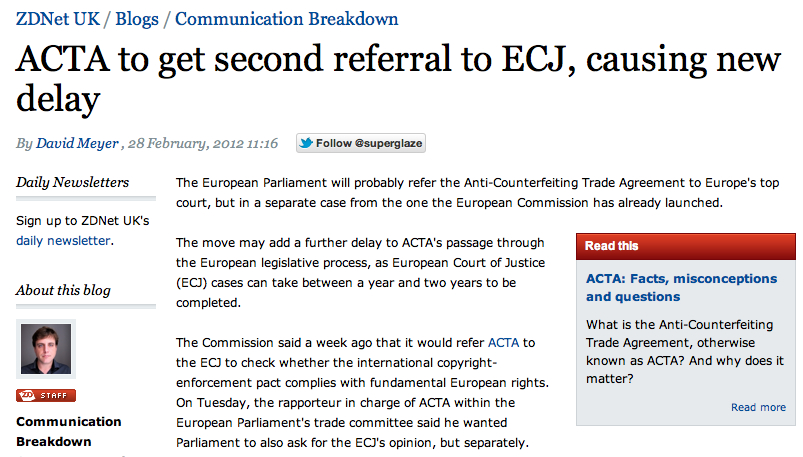 ZDNet UK / Blogs / Communication Breakdown
ACTA to get second referral to ECJ, causing new
delay
By David Meyer , 28 February, 2012 11:16
Follow @superglaze
Daily Newsletters
Sign up to ZDNet UK's
daily newsletter.
About this blog
ZD STAFF
Communication
Breakdown
The European Parliament will probably refer the Anti-Counterfeiting Trade Agreement to Europe's top
court, but in a separate case from the one the European Commission has already launched.
The move may add a further delay to ACTA's passage through
the European legislative process, as European Court of Justice
(ECJ) cases can take between a year and two years to be
completed.
The Commission said a week ago that it would refer ACTA to
the ECJ to check whether the international copyright-
enforcement pact complies with fundamental European rights.
On Tuesday, the rapporteur in charge of ACTA within the
European Parliament's trade committee said he wanted
Parliament to also ask for the ECJ's opinion, but separately.
Read this
ACTA: Facts, misconceptions
and questions
What is the Anti-Counterfeiting
Trade Agreement, otherwise
known as ACTA? And why does it
matter?
Read more